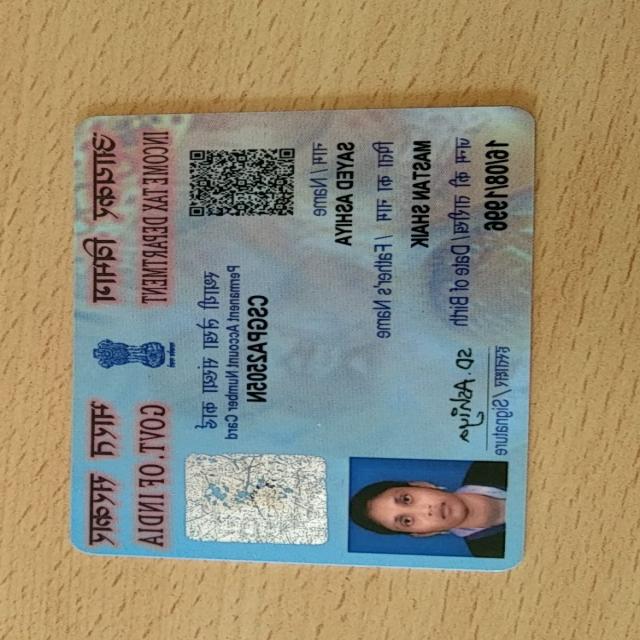 आयकर विभाग
INCOME TAX DEPARTMENT
भारत सरकार
GOVT. OF INDIA
स्थायी लेखा संख्या कार्ड
Permanent Account Number Card
CSGPA2505N
नाम / Name
SAYED ASHIYA
पिता का नाम / Father's Name
MASTAN SHAIK
जन्म की तारीख / Date of Birth
16/08/1996
SD. Ashiya
हस्ताक्षर / Signature